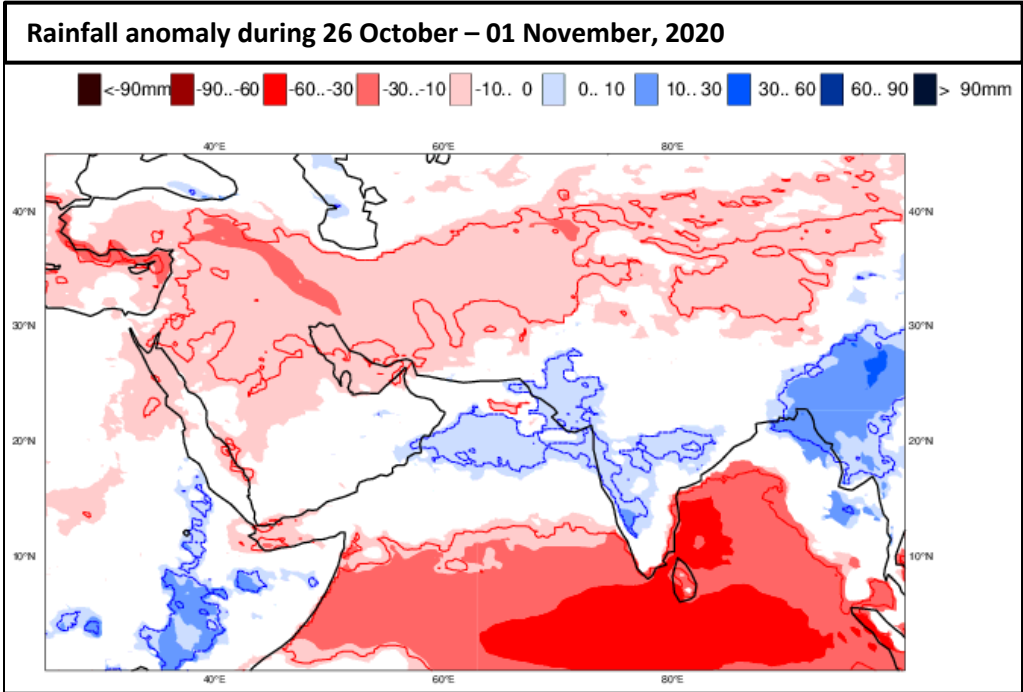 Rainfall anomaly during 26 October – 01 November, 2020
<-90mm -90..-60 -60..-30 -30..-10 -10.. 0 0.. 10 10.. 30 30.. 60 60.. 90 > 90mm
40°E 60°E 80°E
40°N 40°N
30°N 30°N
20°N 20°N
10°N 10°N
40°E 60°E 80°E